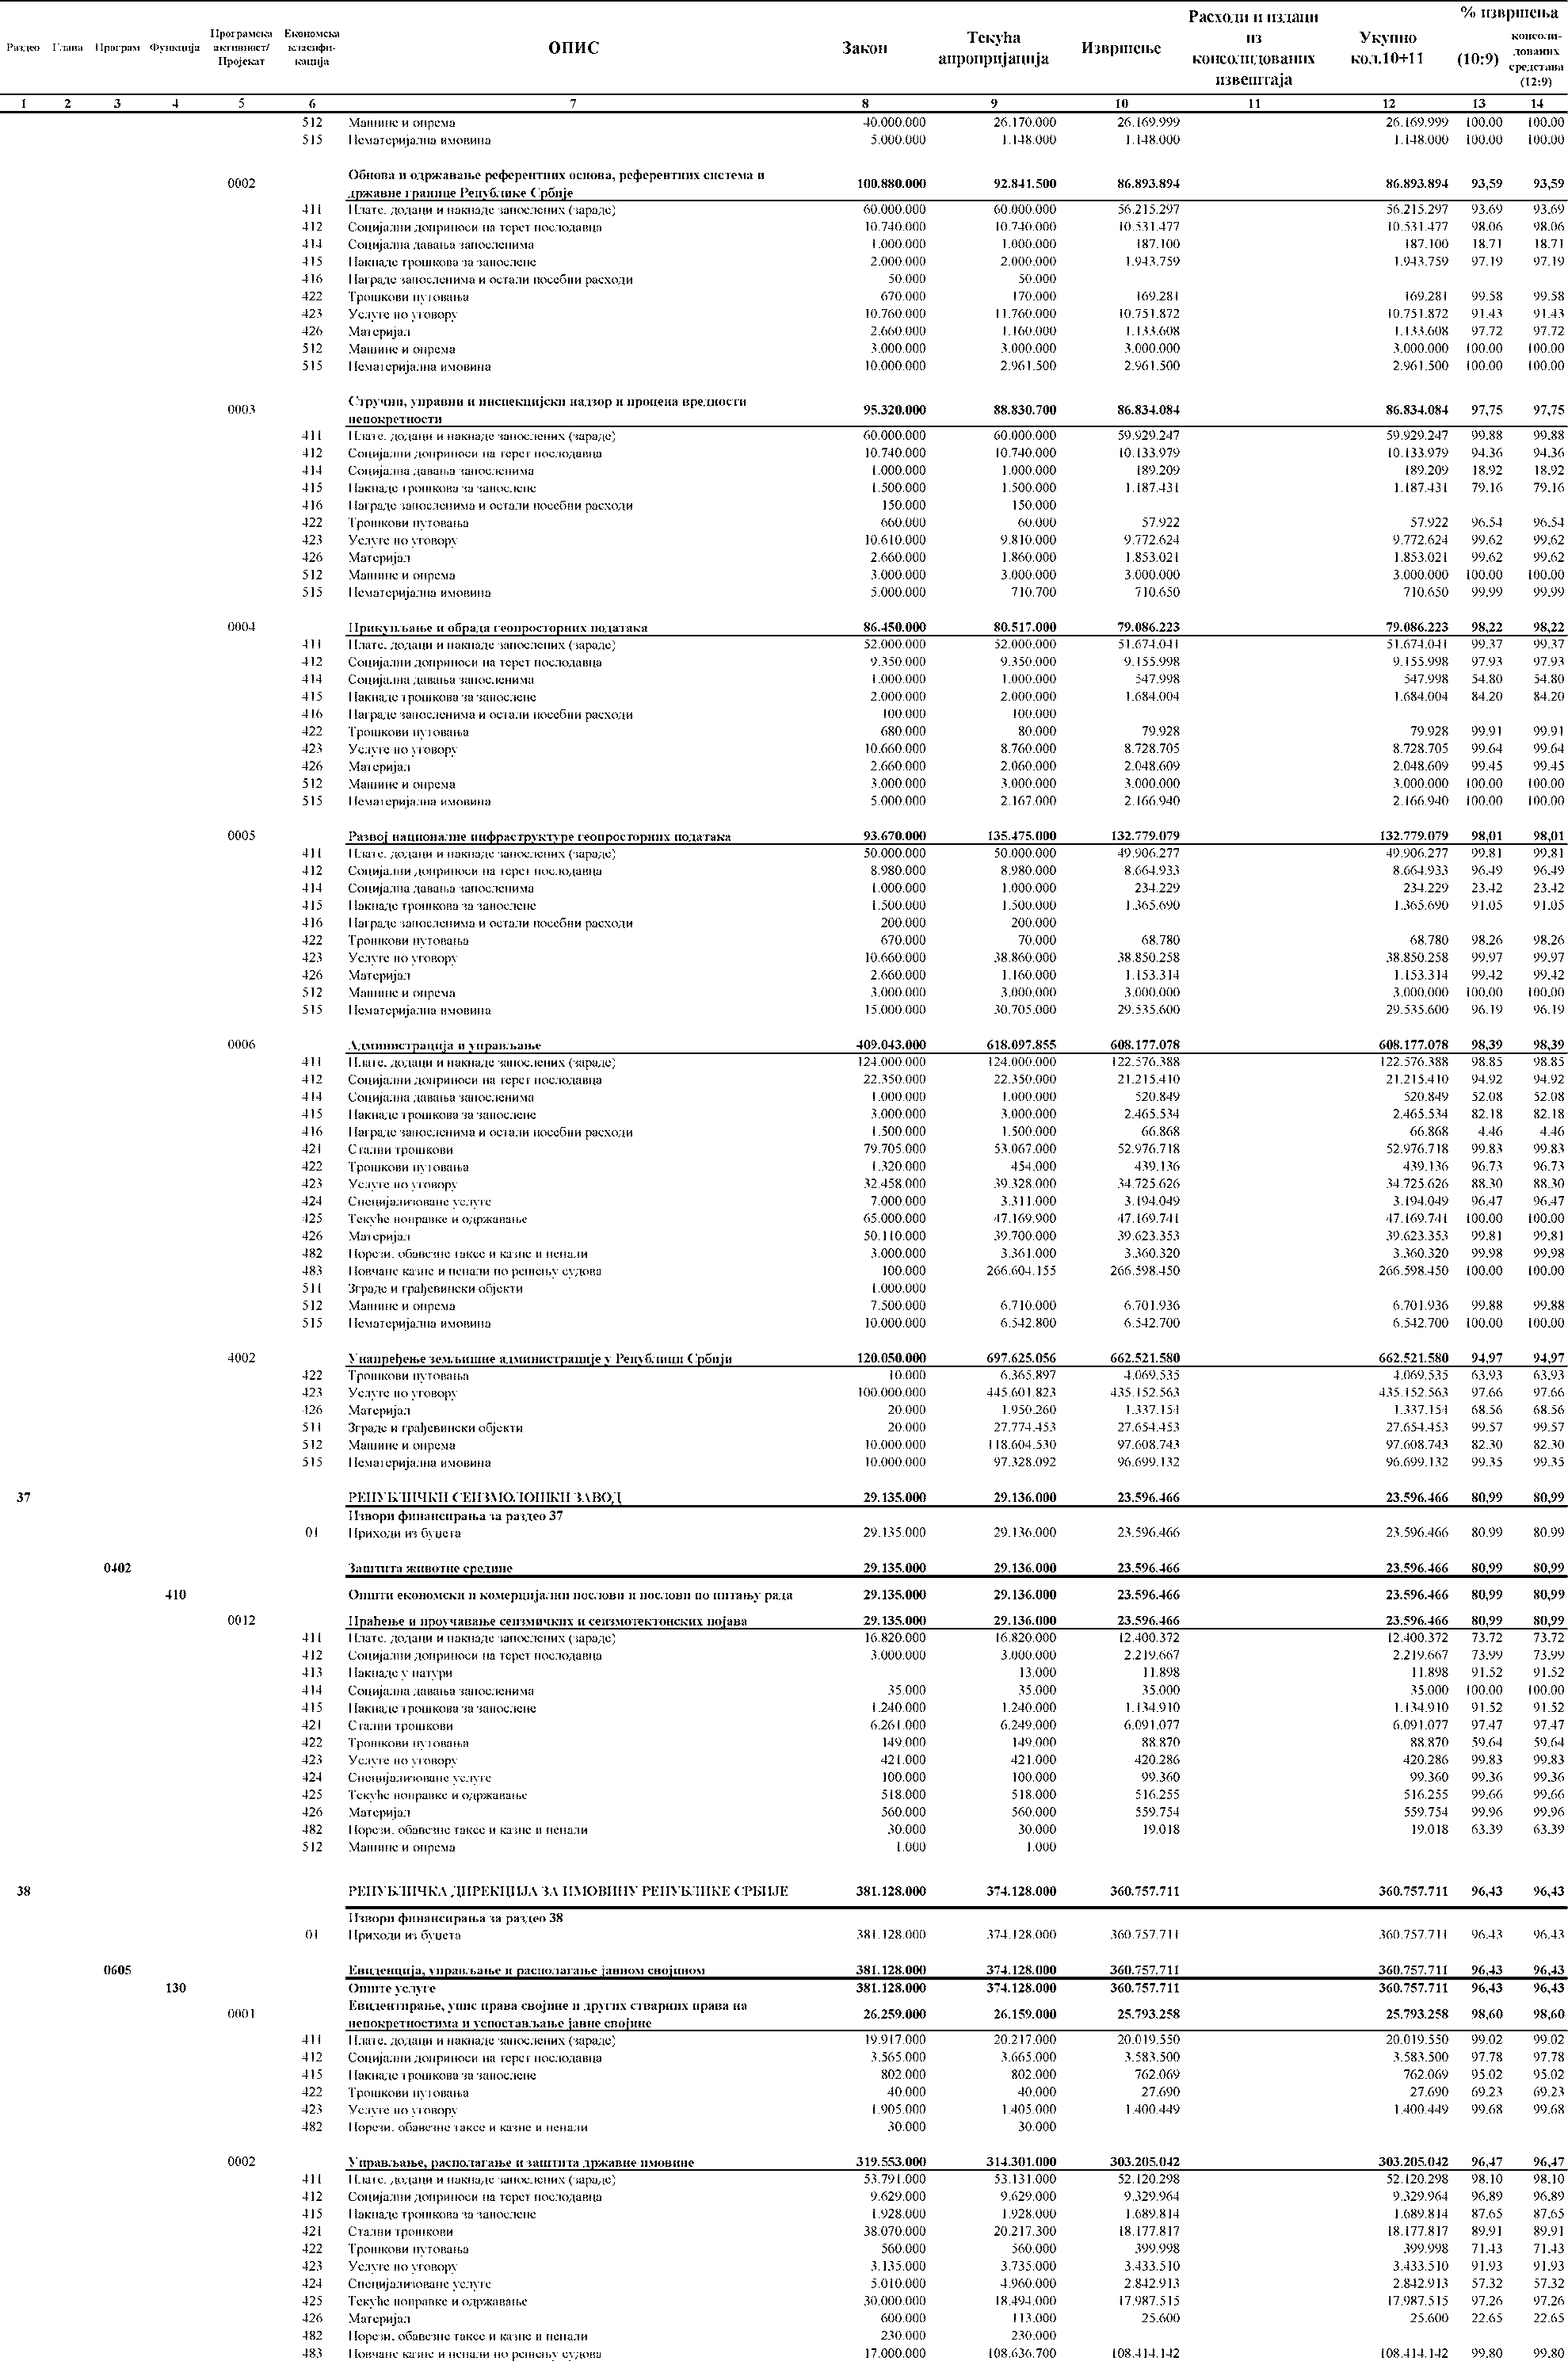 Раздео Глава Програм Функција Програмска активност/ Пројекат Економска класифи- кација ОПИС Закон Текућа апропријација Извршење Расходи и издаци из консолидованих извештаја Укупно кол.10+11 % извршења (10:9) консоли- дованих средстава (12:9)
1 2 3 4 5 6 7 8 9 10 11 12 13 14
512 Машине и опрема 40.000.000 26.170.000 26.169.999 26.169.999 100,00 100,00
515 Нематеријална имовина 5.000.000 1.148.000 1.148.000 1.148.000 100,00 100,00
Обнова и одржавање референтних основа, референтних система и
0002 државне границе Републике Србије 100.880.000 92.841.500 86.893.894 86.893.894 93,59 93,59
411 Плате, додаци и накнаде запослених (зараде) 60.000.000 60.000.000 56.215.297 56.215.297 93,69 93,69
412 Социјални доприноси на терет послодавца 10.740.000 10.740.000 10.531.477 10.531.477 98,06 98,06
414 Социјална давања запосленима 1.000.000 1.000.000 187.100 187.100 18,71 18,71
415 Накнаде трошкова за запослене 2.000.000 2.000.000 1.943.759 1.943.759 97,19 97,19
416 Награде запосленима и остали посебни расходи 50.000 50.000
422 Трошкови путовања 670.000 170.000 169.281 169.281 99,58 99,58
423 Услуге по уговору 10.760.000 11.760.000 10.751.872 10.751.872 91,43 91,43
426 Материјал 2.660.000 1.160.000 1.133.608 1.133.608 97,72 97,72
512 Машине и опрема 3.000.000 3.000.000 3.000.000 3.000.000 100,00 100,00
515 Нематеријална имовина 10.000.000 2.961.500 2.961.500 2.961.500 100,00 100,00
Стручни, управни и инспекцијски надзор и процена вредности
0003 непокретности 95.320.000 88.830.700 86.834.084 86.834.084 97,75 97,75
411 Плате, додаци и накнаде запослених (зараде) 60.000.000 60.000.000 59.929.247 59.929.247 99,88 99,88
412 Социјални доприноси на терет послодавца 10.740.000 10.740.000 10.133.979 10.133.979 94,36 94,36
414 Социјална давања запосленима 1.000.000 1.000.000 189.209 189.209 18,92 18,92
415 Накнаде трошкова за запослене 1.500.000 1.500.000 1.187.431 1.187.431 79,16 79,16
416 Награде запосленима и остали посебни расходи 150.000 150.000
422 Трошкови путовања 660.000 60.000 57.922 57.922 96,54 96,54
423 Услуге по уговору 10.610.000 9.810.000 9.772.624 9.772.624 99,62 99,62
426 Материјал 2.660.000 1.860.000 1.853.021 1.853.021 99,62 99,62
512 Машине и опрема 3.000.000 3.000.000 3.000.000 3.000.000 100,00 100,00
515 Нематеријална имовина 5.000.000 710.700 710.650 710.650 99,99 99,99
0004 Прикупљање и обрада геопросторних података 86.450.000 80.517.000 79.086.223 79.086.223 98,22 98,22
411 Плате, додаци и накнаде запослених (зараде) 52.000.000 52.000.000 51.674.041 51.674.041 99,37 99,37
412 Социјални доприноси на терет послодавца 9.350.000 9.350.000 9.155.998 9.155.998 97,93 97,93
414 Социјална давања запосленима 1.000.000 1.000.000 547.998 547.998 54,80 54,80
415 Накнаде трошкова за запослене 2.000.000 2.000.000 1.684.004 1.684.004 84,20 84,20
416 Награде запосленима и остали посебни расходи 100.000 100.000
422 Трошкови путовања 680.000 80.000 79.928 79.928 99,91 99,91
423 Услуге по уговору 10.660.000 8.760.000 8.728.705 8.728.705 99,64 99,64
426 Материјал 2.660.000 2.060.000 2.048.609 2.048.609 99,45 99,45
512 Машине и опрема 3.000.000 3.000.000 3.000.000 3.000.000 100,00 100,00
515 Нематеријална имовина 5.000.000 2.167.000 2.166.940 2.166.940 100,00 100,00
0005 Развој националне инфраструктуре геопросторних података 93.670.000 135.475.000 132.779.079 132.779.079 98,01 98,01
411 Плате, додаци и накнаде запослених (зараде) 50.000.000 50.000.000 49.906.277 49.906.277 99,81 99,81
412 Социјални доприноси на терет послодавца 8.980.000 8.980.000 8.664.933 8.664.933 96,49 96,49
414 Социјална давања запосленима 1.000.000 1.000.000 234.229 234.229 23,42 23,42
415 Накнаде трошкова за запослене 1.500.000 1.500.000 1.365.690 1.365.690 91,05 91,05
416 Награде запосленима и остали посебни расходи 200.000 200.000
422 Трошкови путовања 670.000 70.000 68.780 68.780 98,26 98,26
423 Услуге по уговору 10.660.000 38.860.000 38.850.258 38.850.258 99,97 99,97
426 Материјал 2.660.000 1.160.000 1.153.314 1.153.314 99,42 99,42
512 Машине и опрема 3.000.000 3.000.000 3.000.000 3.000.000 100,00 100,00
515 Нематеријална имовина 15.000.000 30.705.000 29.535.600 29.535.600 96,19 96,19
0006 Администрација и управљање 409.043.000 618.097.855 608.177.078 608.177.078 98,39 98,39
411 Плате, додаци и накнаде запослених (зараде) 124.000.000 124.000.000 122.576.388 122.576.388 98,85 98,85
412 Социјални доприноси на терет послодавца 22.350.000 22.350.000 21.215.410 21.215.410 94,92 94,92
414 Социјална давања запосленима 1.000.000 1.000.000 520.849 520.849 52,08 52,08
415 Накнаде трошкова за запослене 3.000.000 3.000.000 2.465.534 2.465.534 82,18 82,18
416 Награде запосленима и остали посебни расходи 1.500.000 1.500.000 66.868 66.868 4,46 4,46
421 Стални трошкови 79.705.000 53.067.000 52.976.718 52.976.718 99,83 99,83
422 Трошкови путовања 1.320.000 454.000 439.136 439.136 96,73 96,73
423 Услуге по уговору 32.458.000 39.328.000 34.725.626 34.725.626 88,30 88,30
424 Специјализоване услуге 7.000.000 3.311.000 3.194.049 3.194.049 96,47 96,47
425 Текуће поправке и одржавање 65.000.000 47.169.900 47.169.741 47.169.741 100,00 100,00
426 Материјал 50.110.000 39.700.000 39.623.353 39.623.353 99,81 99,81
482 Порези, обавезне таксе и казне и пенали 3.000.000 3.361.000 3.360.320 3.360.320 99,98 99,98
483 Новчане казне и пенали по решењу судова 100.000 266.604.155 266.598.450 266.598.450 100,00 100,00
511 Зграде и грађевински објекти 1.000.000
512 Машине и опрема 7.500.000 6.710.000 6.701.936 6.701.936 99,88 99,88
515 Нематеријална имовина 10.000.000 6.542.800 6.542.700 6.542.700 100,00 100,00
4002 Унапређење земљишне администрације у Републици Србији 120.050.000 697.625.056 662.521.580 662.521.580 94,97 94,97
422 Трошкови путовања 10.000 6.365.897 4.069.535 4.069.535 63,93 63,93
423 Услуге по уговору 100.000.000 445.601.823 435.152.563 435.152.563 97,66 97,66
426 Материјал 20.000 1.950.260 1.337.154 1.337.154 68,56 68,56
511 Зграде и грађевински објекти 20.000 27.774.453 27.654.453 27.654.453 99,57 99,57
512 Машине и опрема 10.000.000 118.604.530 97.608.743 97.608.743 82,30 82,30
515 Нематеријална имовина 10.000.000 97.328.092 96.699.132 96.699.132 99,35 99,35
37 РЕПУБЛИЧКИ СЕИЗМОЛОШКИ ЗАВОД 29.135.000 29.136.000 23.596.466 23.596.466 80,99 80,99
Извори финансирања за раздео 37
01 Приходи из буџета 29.135.000 29.136.000 23.596.466 23.596.466 80,99 80,99
0402 Заштита животне средине 29.135.000 29.136.000 23.596.466 23.596.466 80,99 80,99
410 Општи економски и комерцијални послови и послови по питању рада 29.135.000 29.136.000 23.596.466 23.596.466 80,99 80,99
0012 Праћење и проучавање сеизмичких и сеизмотектонских појава 29.135.000 29.136.000 23.596.466 23.596.466 80,99 80,99
411 Плате, додаци и накнаде запослених (зараде) 16.820.000 16.820.000 12.400.372 12.400.372 73,72 73,72
412 Социјални доприноси на терет послодавца 3.000.000 3.000.000 2.219.667 2.219.667 73,99 73,99
413 Накнаде у натури 13.000 11.898 11.898 91,52 91,52
414 Социјална давања запосленима 35.000 35.000 35.000 35.000 100,00 100,00
415 Накнаде трошкова за запослене 1.240.000 1.240.000 1.134.910 1.134.910 91,52 91,52
421 Стални трошкови 6.261.000 6.249.000 6.091.077 6.091.077 97,47 97,47
422 Трошкови путовања 149.000 149.000 88.870 88.870 59,64 59,64
423 Услуге по уговору 421.000 421.000 420.286 420.286 99,83 99,83
424 Специјализоване услуге 100.000 100.000 99.360 99.360 99,36 99,36
425 Текуће поправке и одржавање 518.000 518.000 516.255 516.255 99,66 99,66
426 Материјал 560.000 560.000 559.754 559.754 99,96 99,96
482 Порези, обавезне таксе и казне и пенали 30.000 30.000 19.018 19.018 63,39 63,39
512 Машине и опрема 1.000 1.000
38 РЕПУБЛИЧКА ДИРЕКЦИЈА ЗА ИМОВИНУ РЕПУБЛИКЕ СРБИЈЕ 381.128.000 374.128.000 360.757.711 360.757.711 96,43 96,43
Извори финансирања за раздео 38
01 Приходи из буџета 381.128.000 374.128.000 360.757.711 360.757.711 96,43 96,43
0605 Евиденција, управљање и располагање јавном својином 381.128.000 374.128.000 360.757.711 360.757.711 96,43 96,43
130 Опште услуге 381.128.000 374.128.000 360.757.711 360.757.711 96,43 96,43
Евидентирање, упис права својине и других стварних права на
0001 непокретностима и успостављање јавне својине 26.259.000 26.159.000 25.793.258 25.793.258 98,60 98,60
411 Плате, додаци и накнаде запослених (зараде) 19.917.000 20.217.000 20.019.550 20.019.550 99,02 99,02
412 Социјални доприноси на терет послодавца 3.565.000 3.665.000 3.583.500 3.583.500 97,78 97,78
415 Накнаде трошкова за запослене 802.000 802.000 762.069 762.069 95,02 95,02
422 Трошкови путовања 40.000 40.000 27.690 27.690 69,23 69,23
423 Услуге по уговору 1.905.000 1.405.000 1.400.449 1.400.449 99,68 99,68
482 Порези, обавезне таксе и казне и пенали 30.000 30.000
0002 Управљање, располагање и заштита државне имовине 319.553.000 314.301.000 303.205.042 303.205.042 96,47 96,47
411 Плате, додаци и накнаде запослених (зараде) 53.791.000 53.131.000 52.120.298 52.120.298 98,10 98,10
412 Социјални доприноси на терет послодавца 9.629.000 9.629.000 9.329.964 9.329.964 96,89 96,89
415 Накнаде трошкова за запослене 1.928.000 1.928.000 1.689.814 1.689.814 87,65 87,65
421 Стални трошкови 38.070.000 20.217.300 18.177.817 18.177.817 89,91 89,91
422 Трошкови путовања 560.000 560.000 399.998 399.998 71,43 71,43
423 Услуге по уговору 3.135.000 3.735.000 3.433.510 3.433.510 91,93 91,93
424 Специјализоване услуге 5.010.000 4.960.000 2.842.913 2.842.913 57,32 57,32
425 Текуће поправке и одржавање 30.000.000 18.494.000 17.987.515 17.987.515 97,26 97,26
426 Материјал 600.000 113.000 25.600 25.600 22,65 22,65
482 Порези, обавезне таксе и казне и пенали 230.000 230.000
483 Новчане казне и пенали по решењу судова 17.000.000 108.636.700 108.414.142 108.414.142 99,80 99,80